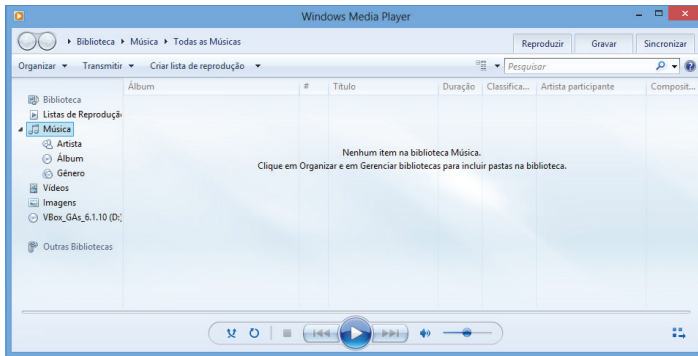 Windows Media Player
Biblioteca Música Todas as Músicas
Reproduzir Gravar Sincronizar
Organizar Transmitir Criar lista de reprodução Pesquisar
Álbum # Título Duração Classifica... Artista participante Composit...
Biblioteca
Listas de Reproduçã
Música
Artista
Álbum
Gênero
Vídeos
Imagens
VBox_GAs_6.1.10 (D:)
Outras Bibliotecas
Nenhum item na biblioteca Música.
Clique em Organizar e em Gerenciar bibliotecas para incluir pastas na biblioteca.